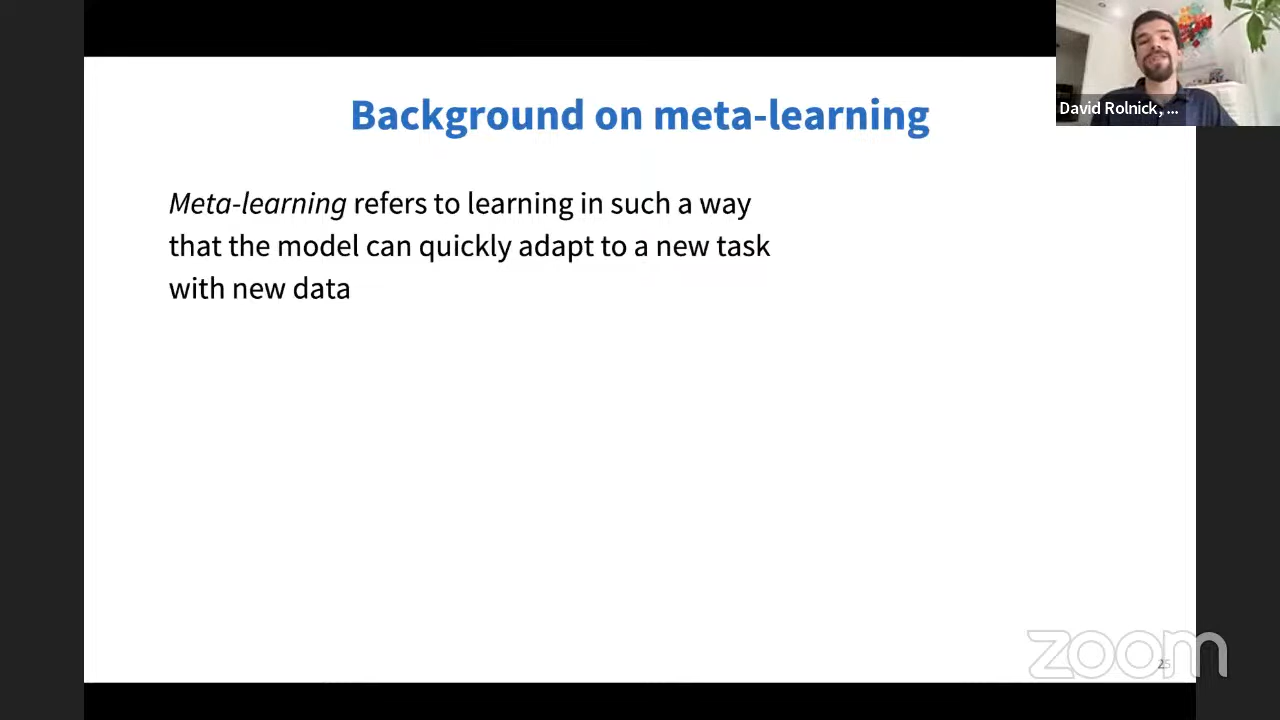 Background on meta-learning
David Rolnick, ...
Meta-learning refers to learning in such a way
that the model can quickly adapt to a new task
with new data
zoom
25